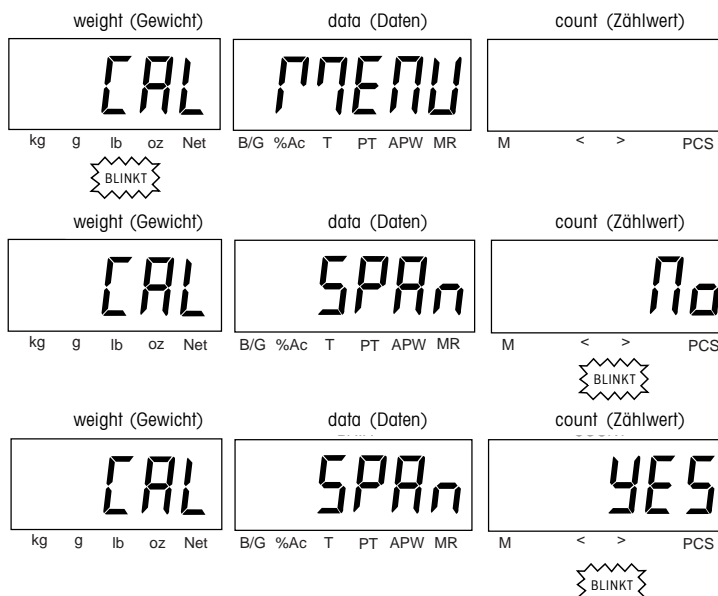 weight (Gewicht) data (Daten) count (Zählwert)
CAL MENU
kg g lb oz Net B/G %Ac T PT APW MR M < > PCS
BLINKT
weight (Gewicht) data (Daten) count (Zählwert)
CAL SPAn No
kg g lb oz Net B/G %Ac T PT APW MR M < > PCS
BLINKT
weight (Gewicht) data (Daten) count (Zählwert)
CAL SPAn YES
kg g lb oz Net B/G %Ac T PT APW MR M < > PCS
BLINKT